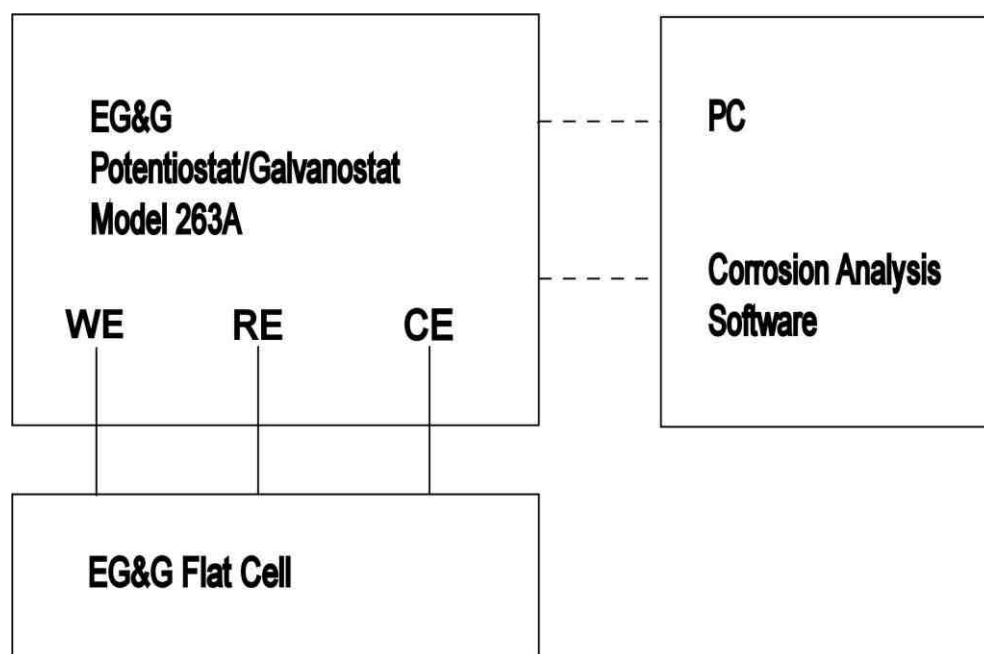 EG&G
Potentiostat/Galvanostat
Model 263A
WE RE CE
PC
Corrosion Analysis
Software
EG&G Flat Cell